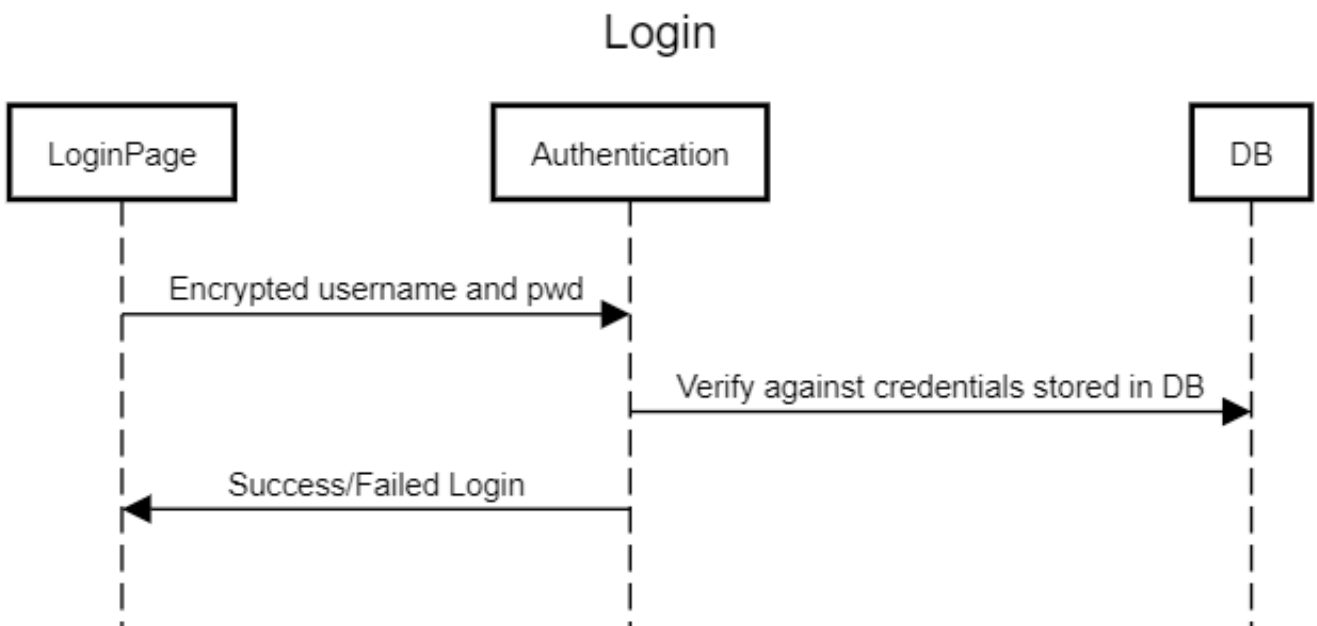 Login
LoginPage
Authentication
DB
Encrypted username and pwd
Verify against credentials stored in DB
Success/Failed Login